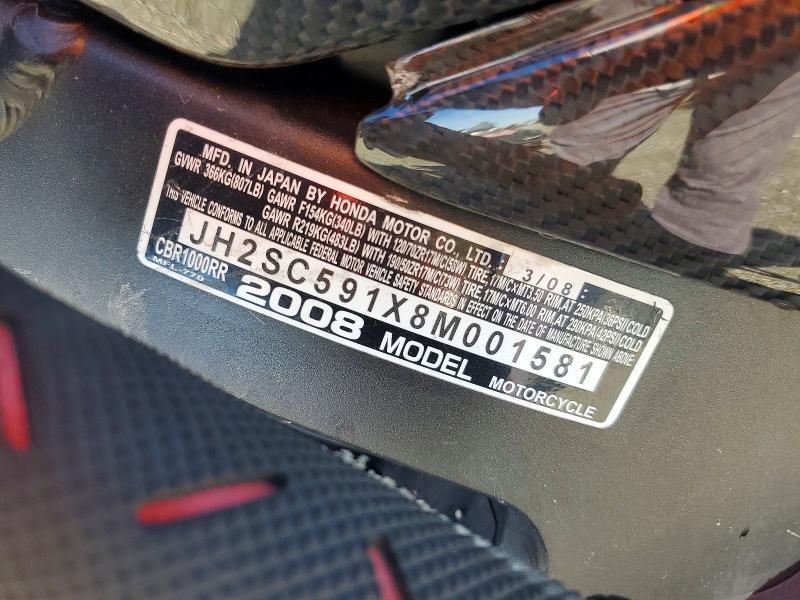 MFD. IN JAPAN BY HONDA MOTOR CO., LTD. 3/08
GVWR 366KG(807LB) GAWR F154KG(340LB) WITH 120/70ZR17M/C(58W) TIRE, 17M/C×MT3.50 RIM, AT 250KPA(36PSI)COLD
GAWR R219KG(483LB) WITH 190/50ZR17M/C(73W) TIRE, 17M/C×MT6.00 RIM, AT 290KPA(42PSI)COLD
THIS VEHICLE CONFORMS TO ALL APPLICABLE FEDERAL MOTOR VEHICLE SAFETY STANDARDS IN EFFECT ON THE DATE OF MANUFACTURE SHOWN ABOVE.
JH2SC591X8M001581
CBR1000RR
MFL-770
2008 MODEL MOTORCYCLE